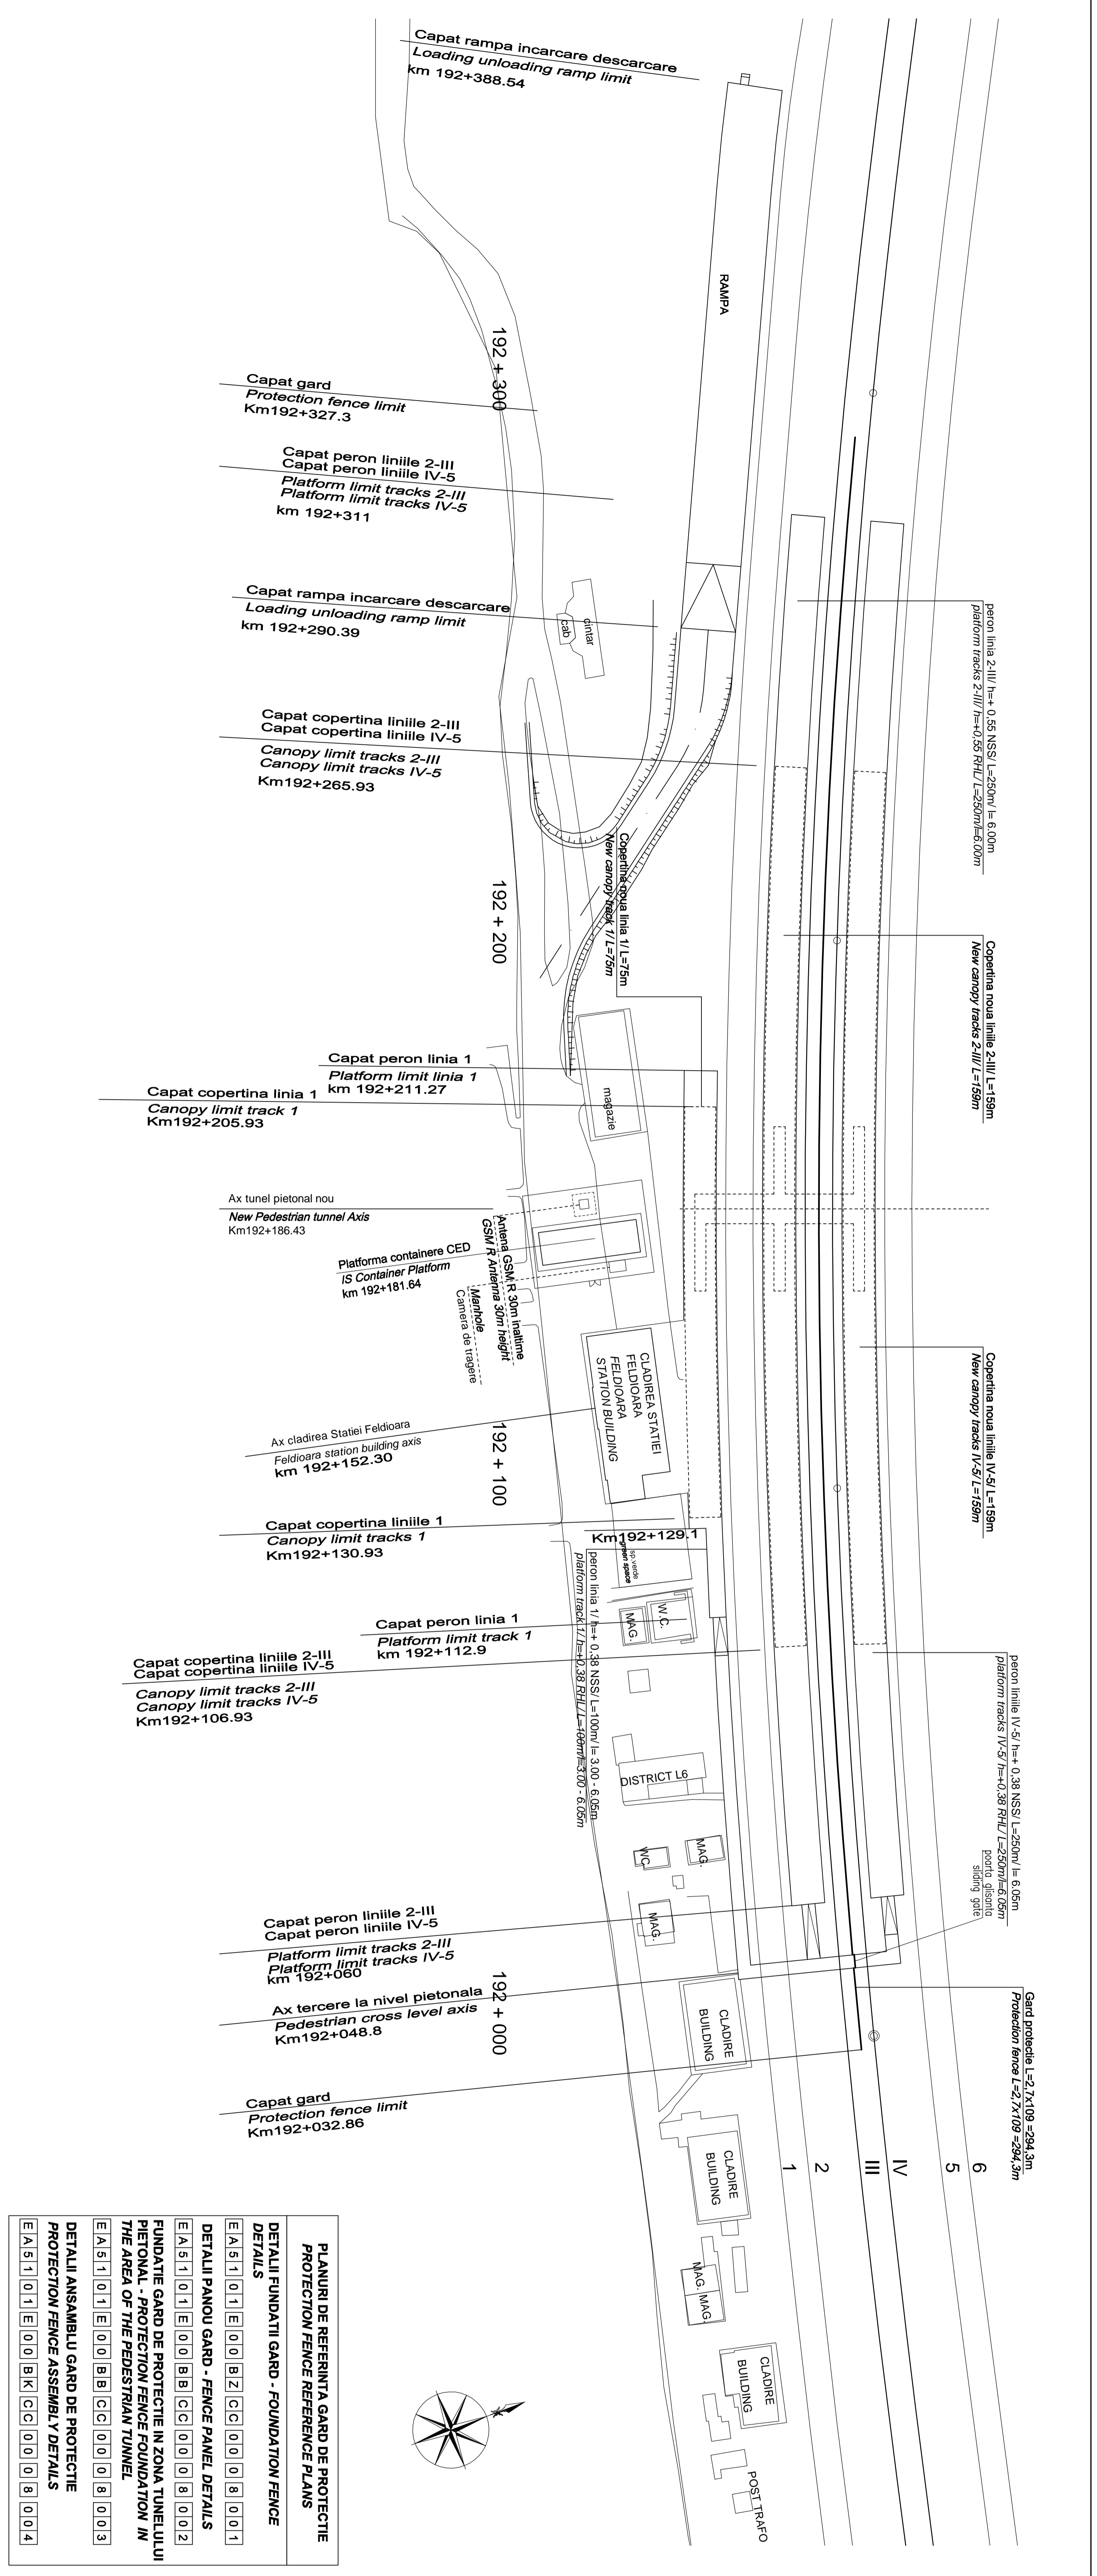 Capat rampa incarcare descarcare
Loading unloading ramp limit
km 192+388.54
RAMPA
192 + 300
Capat gard
Protection fence limit
Km192+327.3
Capat peron liniile 2-III
Capat peron liniile IV-5
Platform limit tracks 2-III
Platform limit tracks IV-5
km 192+311
Capat rampa incarcare descarcare
Loading unloading ramp limit
km 192+290.39
cintar
cab
peron linia 2-III/ h=+ 0,55 NSS/ L=250m/ l= 6.00m
platform tracks 2-III/ h=+0,55 RHL/ L=250m/l=6.00m
Capat copertina liniile 2-III
Capat copertina liniile IV-5
Canopy limit tracks 2-III
Canopy limit tracks IV-5
Km192+265.93
Copertina noua linia 1/ L=75m
New canopy track 1/ L=75m
192 + 200
Copertina noua liniile 2-III/ L=159m
New canopy tracks 2-III/ L=159m
Capat peron linia 1
Platform limit linia 1
km 192+211.27
Capat copertina linia 1
Canopy limit track 1
Km192+205.93
magazie
Ax tunel pietonal nou
New Pedestrian tunnel Axis
Km192+186.43
Platforma containere CED
IS Container Platform
km 192+181.64
Antena GSM R 30m inaltime
GSM R Antenna 30m height
Manhole
Camera de tragere
CLADIREA STATIEI
FELDIOARA
FELDIOARA
STATION BUILDING
Copertina noua liniile IV-5/ L=159m
New canopy tracks IV-5/ L=159m
Ax cladirea Statiei Feldioara
Feldioara station building axis
km 192+152.30
192 + 100
Capat copertina liniile 1
Canopy limit tracks 1
Km192+130.93
Km192+129.1
sp.verde
green space
peron linia 1/ h=+ 0,38 NSS/ L=100m/ l= 3.00 - 6.05m
platform track 1/ h=+0,38 RHL/ L=100m/l=3.00 - 6.05m
W.C.
MAG.
Capat peron linia 1
Platform limit track 1
km 192+112.9
Capat copertina liniile 2-III
Capat copertina liniile IV-5
Canopy limit tracks 2-III
Canopy limit tracks IV-5
Km192+106.93
DISTRICT L6
peron liniile IV-5/ h=+ 0,38 NSS/ L=250m/ l= 6.05m
platform tracks IV-5/ h=+0,38 RHL/ L=250m/l=6.05m
poarta glisanta
sliding gate
MAG.
WC.
MAG.
Capat peron liniile 2-III
Capat peron liniile IV-5
Platform limit tracks 2-III
Platform limit tracks IV-5
km 192+060
192 + 000
Ax tercere la nivel pietonala
Pedestrian cross level axis
Km192+048.8
CLADIRE
BUILDING
Gard protectie L=2,7x109 =294,3m
Protection fence L=2,7x109 =294,3m
Capat gard
Protection fence limit
Km192+032.86
1
2
III
IV
5
6
CLADIRE
BUILDING
MAG. MAG.
CLADIRE
BUILDING
POST TRAFO
PLANURI DE REFERINTA GARD DE PROTECTIE
PROTECTION FENCE REFERENCE PLANS
DETALII FUNDATII GARD - FOUNDATION FENCE
DETAILS
E A 5 1 0 1 E 0 0 B Z C C 0 0 0 8 0 0 1
DETALII PANOU GARD - FENCE PANEL DETAILS
E A 5 1 0 1 E 0 0 B B C C 0 0 0 8 0 0 2
FUNDATIE GARD DE PROTECTIE IN ZONA TUNELULUI
PIETONAL - PROTECTION FENCE FOUNDATION IN
THE AREA OF THE PEDESTRIAN TUNNEL
E A 5 1 0 1 E 0 0 B B C C 0 0 0 8 0 0 3
DETALII ANSAMBLU GARD DE PROTECTIE
PROTECTION FENCE ASSEMBLY DETAILS
E A 5 1 0 1 E 0 0 B K C C 0 0 0 8 0 0 4